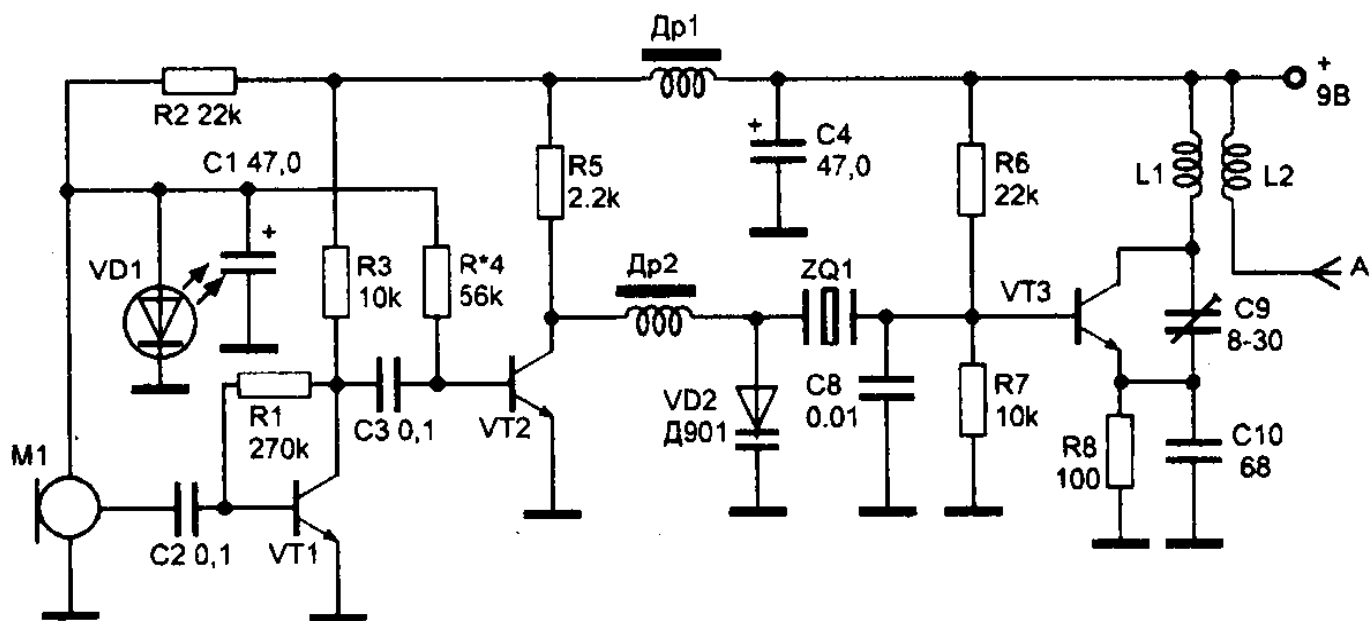 Др1
+
9В
R2 22k
C1 47,0
+
VD1
R3
10k
R*4
56k
R5
2.2k
+
C4
47,0
R6
22k
L1
L2
A
Др2
ZQ1
VT3
C9
8-30
R1
270k
C3 0,1
VT2
VD2
Д901
C8
0.01
R7
10k
R8
100
C10
68
M1
C2 0,1
VT1